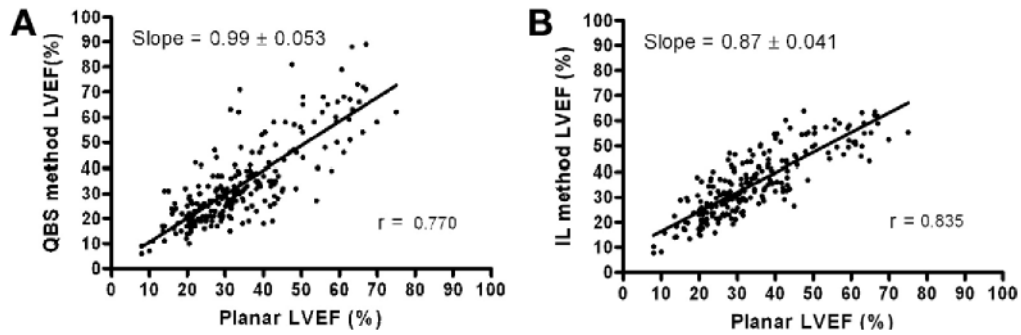 A
Slope = 0.99 ± 0.053
QBS method LVEF(%)
100
90
80
70
60
50
40
30
20
10
0
r = 0.770
0 10 20 30 40 50 60 70 80 90 100
Planar LVEF (%)
B
Slope = 0.87 ± 0.041
IL method LVEF (%)
100
90
80
70
60
50
40
30
20
10
0
r = 0.835
0 10 20 30 40 50 60 70 80 90 100
Planar LVEF (%)